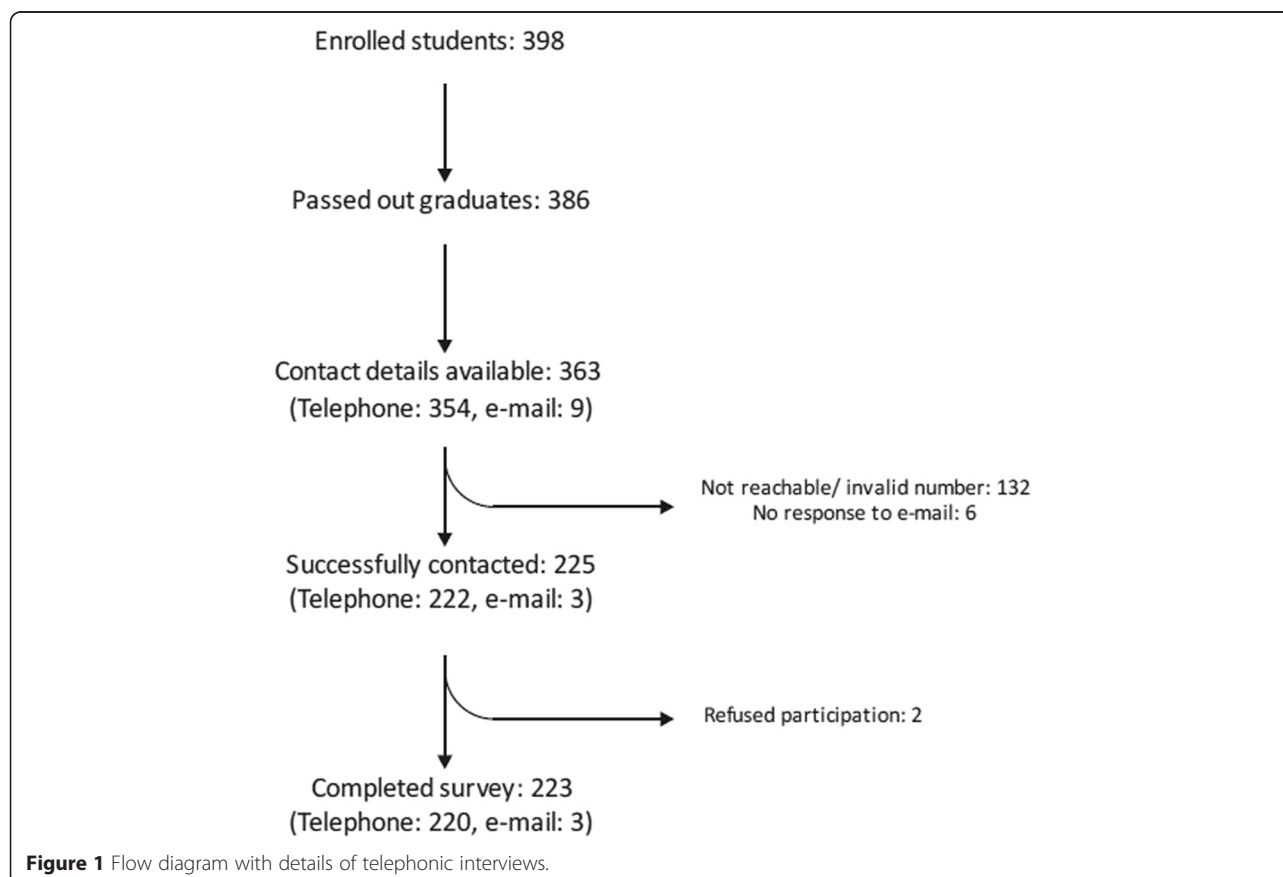 Enrolled students: 398
Passed out graduates: 386
Contact details available: 363
(Telephone: 354, e-mail: 9)
Not reachable/ invalid number: 132
No response to e-mail: 6
Successfully contacted: 225
(Telephone: 222, e-mail: 3)
Refused participation: 2
Completed survey: 223
(Telephone: 220, e-mail: 3)
Figure 1 Flow diagram with details of telephonic interviews.